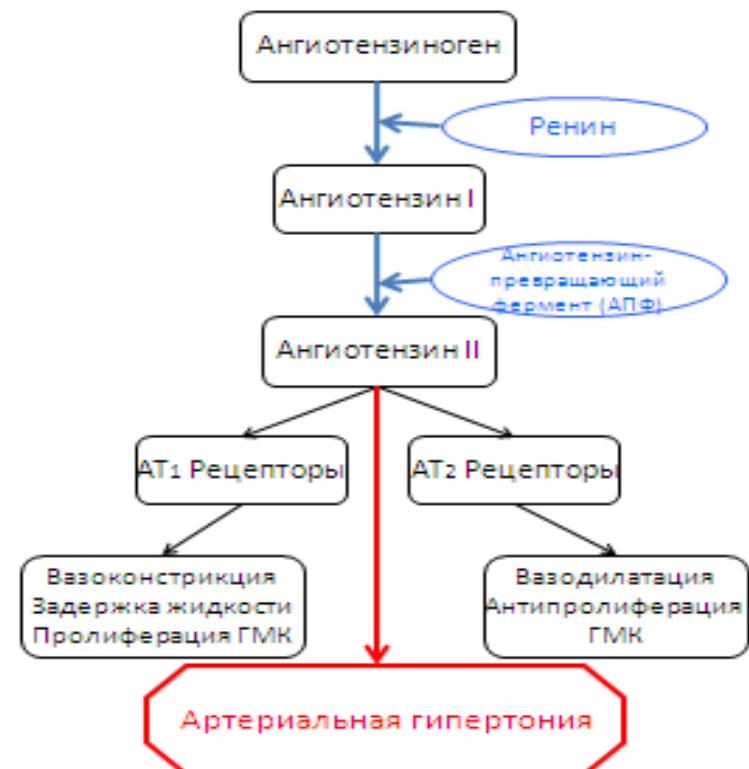 Ангиотензиноген
Ренин
Ангиотензин I
Ангиотензин-
превращающий
фермент (АПФ)
Ангиотензин II
АТ1 Рецепторы
АТ2 Рецепторы
Вазоконстрикция
Задержка жидкости
Пролиферация ГМК
Вазодилатация
Антипролиферация
ГМК
Артериальная гипертония